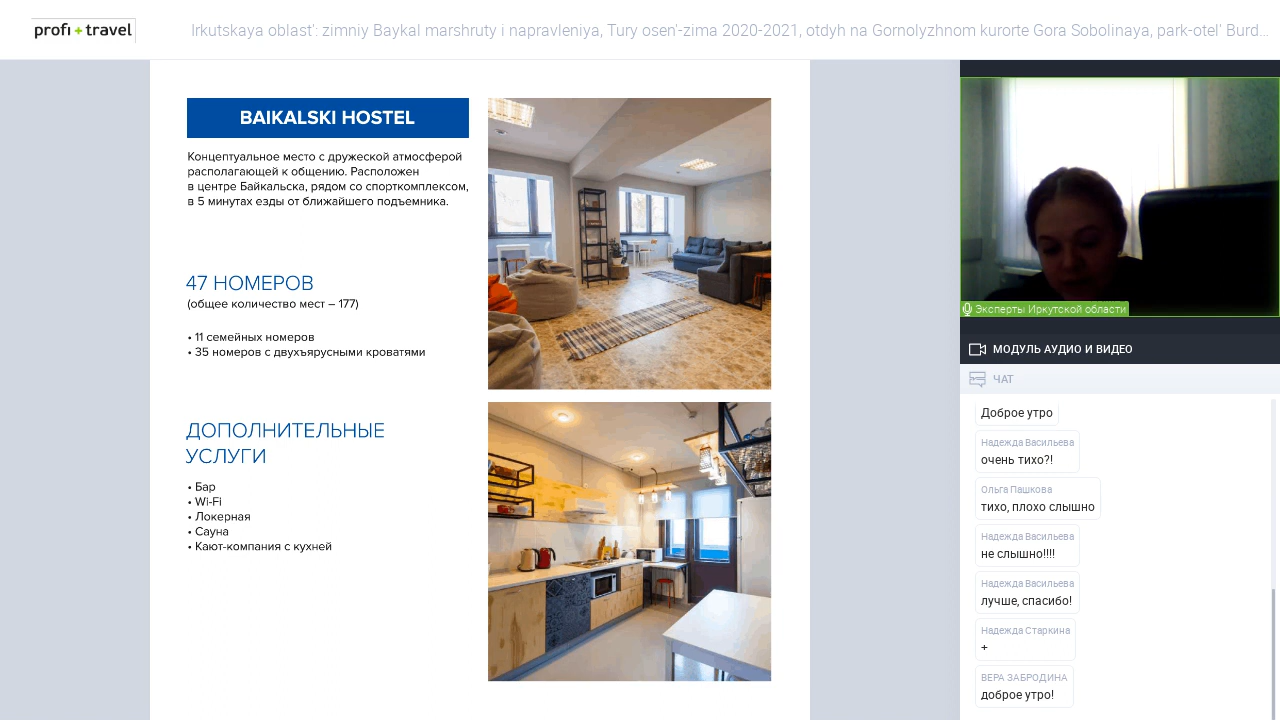 profi + travel
Irkutskaya oblast': zimniy Baykal marshruty i napravleniya, Tury osen'-zima 2020-2021, otdyh na Gornolyzhnom kurorte Gora Sobolinaya, park-otel' Burd...
BAIKALSKI HOSTEL
Концептуальное место с дружеской атмосферой
располагающей к общению. Расположен
в центре Байкальска, рядом со спорткомплексом,
в 5 минутах езды от ближайшего подъемника.
47 НОМЕРОВ
(общее количество мест – 177)
• 11 семейных номеров
• 35 номеров с двухъярусными кроватями
ДОПОЛНИТЕЛЬНЫЕ
УСЛУГИ
• Бар
• Wi-Fi
• Локерная
• Сауна
• Кают-компания с кухней
Эксперты Иркутской области
МОДУЛЬ АУДИО И ВИДЕО
ЧАТ
Доброе утро
Надежда Васильева
очень тихо?!
Ольга Пашкова
тихо, плохо слышно
Надежда Васильева
не слышно!!!!
Надежда Васильева
лучше, спасибо!
Надежда Старкина
+
ВЕРА ЗАБРОДИНА
доброе утро!